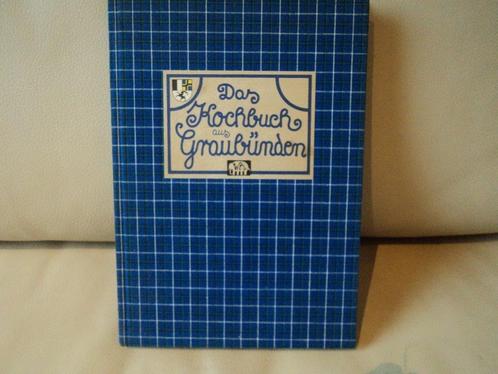 Das
Kochbuch
aus
Graubünden